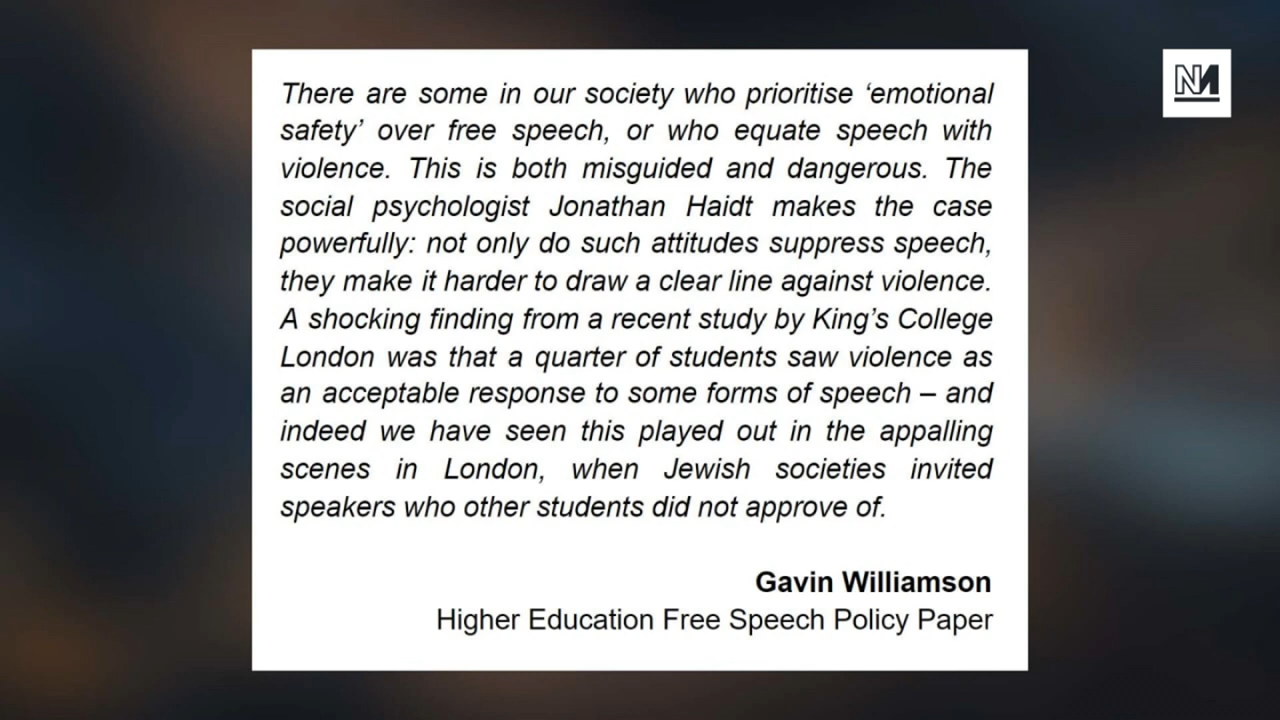 NM
There are some in our society who prioritise ‘emotional
safety’ over free speech, or who equate speech with
violence. This is both misguided and dangerous. The
social psychologist Jonathan Haidt makes the case
powerfully: not only do such attitudes suppress speech,
they make it harder to draw a clear line against violence.
A shocking finding from a recent study by King’s College
London was that a quarter of students saw violence as
an acceptable response to some forms of speech – and
indeed we have seen this played out in the appalling
scenes in London, when Jewish societies invited
speakers who other students did not approve of.
Gavin Williamson
Higher Education Free Speech Policy Paper